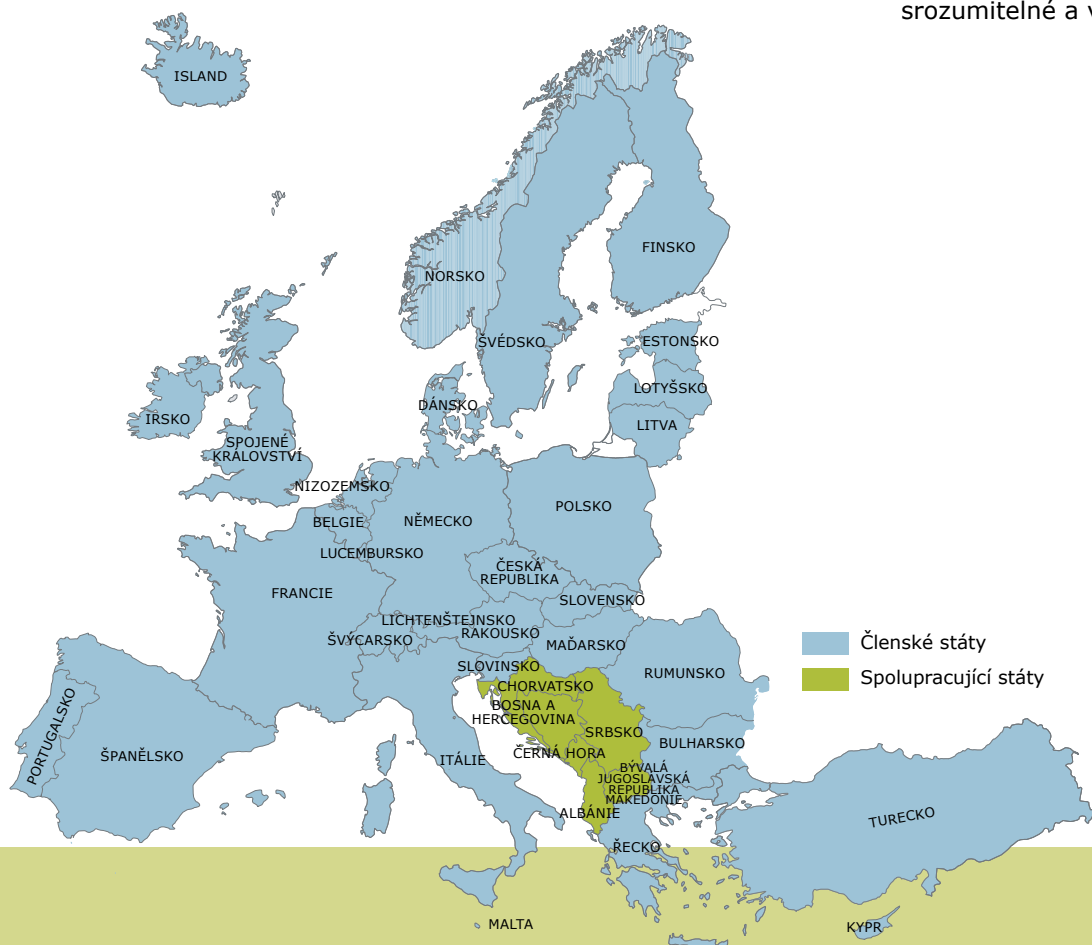 srozumitelné a v
ISLAND
FINSKO
NORSKO
ŠVÉDSKO
ESTONSKO
LOTYŠSKO
DÁNSKO
IRSKO
LITVA
SPOJENÉ
KRÁLOVSTVÍ
NIZOZEMSKO
POLSKO
BELGIE
NĚMECKO
LUCEMBURSKO
ČESKÁ
REPUBLIKA
FRANCIE
SLOVENSKO
LICHTENŠTEJNSKO
RAKOUSKO
ŠVÝCARSKO
MAĎARSKO
Členské státy
SLOVINSKO
RUMUNSKO
Spolupracující státy
CHORVATSKO
BOSNA A
HERCEGOVINA
PORTUGALSKO
SRBSKO
BULHARSKO
ČERNÁ HORA
ŠPANĚLSKO
ITÁLIE
BÝVALÁ
JUGOSLÁVSKÁ
REPUBLIKA
MAKEDONIE
ALBÁNIE
TURECKO
ŘECKO
MALTA
KYPR